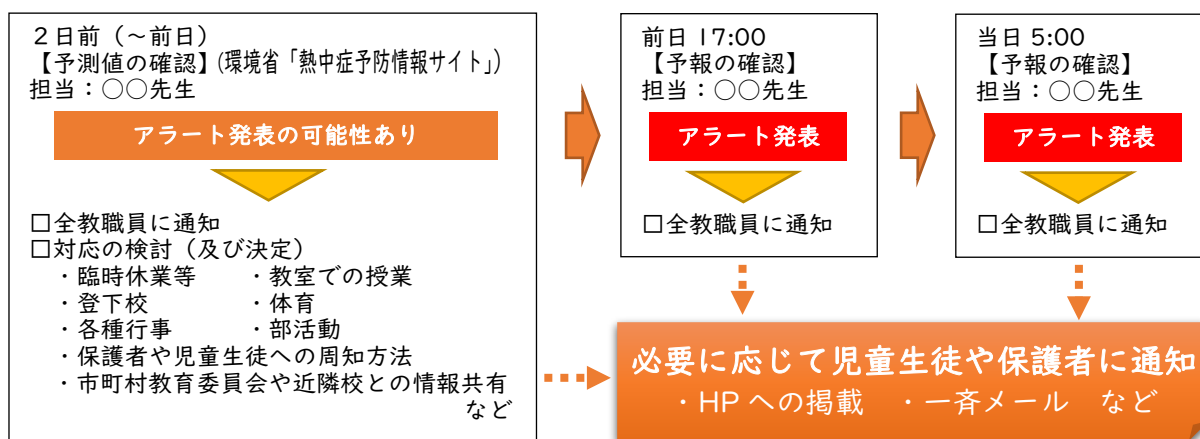 2日前（～前日）
【予測値の確認】(環境省「熱中症予防情報サイト」)
担当：○○先生
アラート発表の可能性あり
□全教職員に通知
□対応の検討（及び決定）
・臨時休業等　・教室での授業
・登下校　・体育
・各種行事　・部活動
・保護者や児童生徒への周知方法
・市町村教育委員会や近隣校との情報共有
など
前日 17:00
【予報の確認】
担当：○○先生
アラート発表
□全教職員に通知
当日 5:00
【予報の確認】
担当：○○先生
アラート発表
□全教職員に通知
必要に応じて児童生徒や保護者に通知
・HPへの掲載　・一斉メール　など